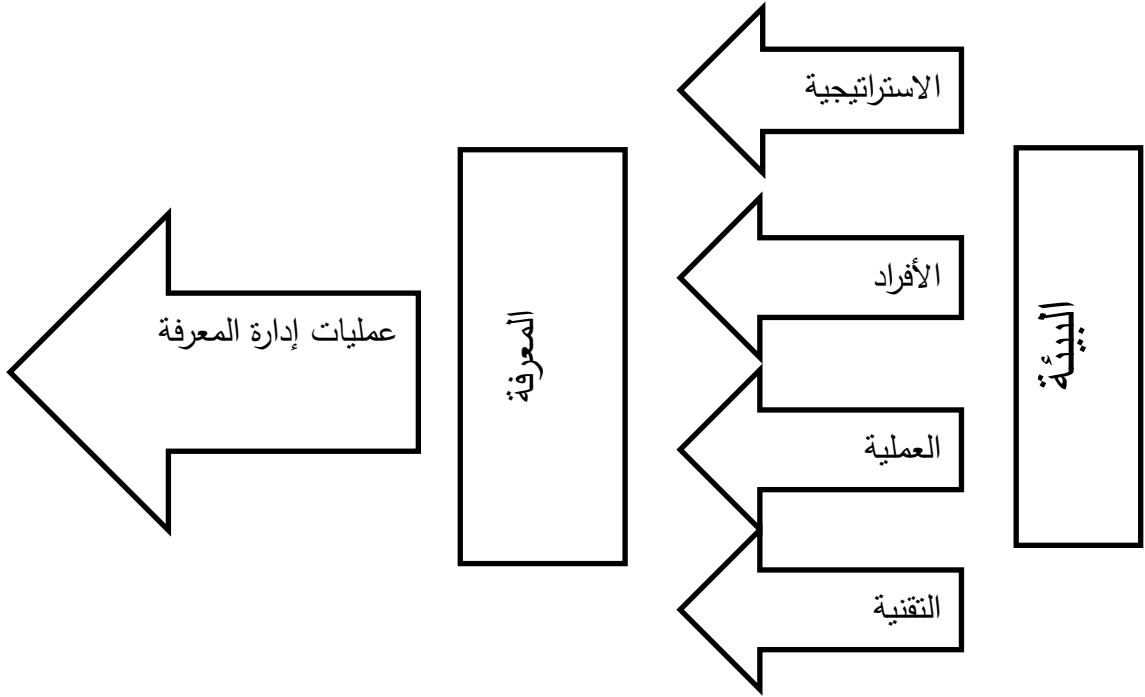 البيئة
الاستراتيجية
الأفراد
العملية
التقنية
المعرفة
عمليات إدارة المعرفة